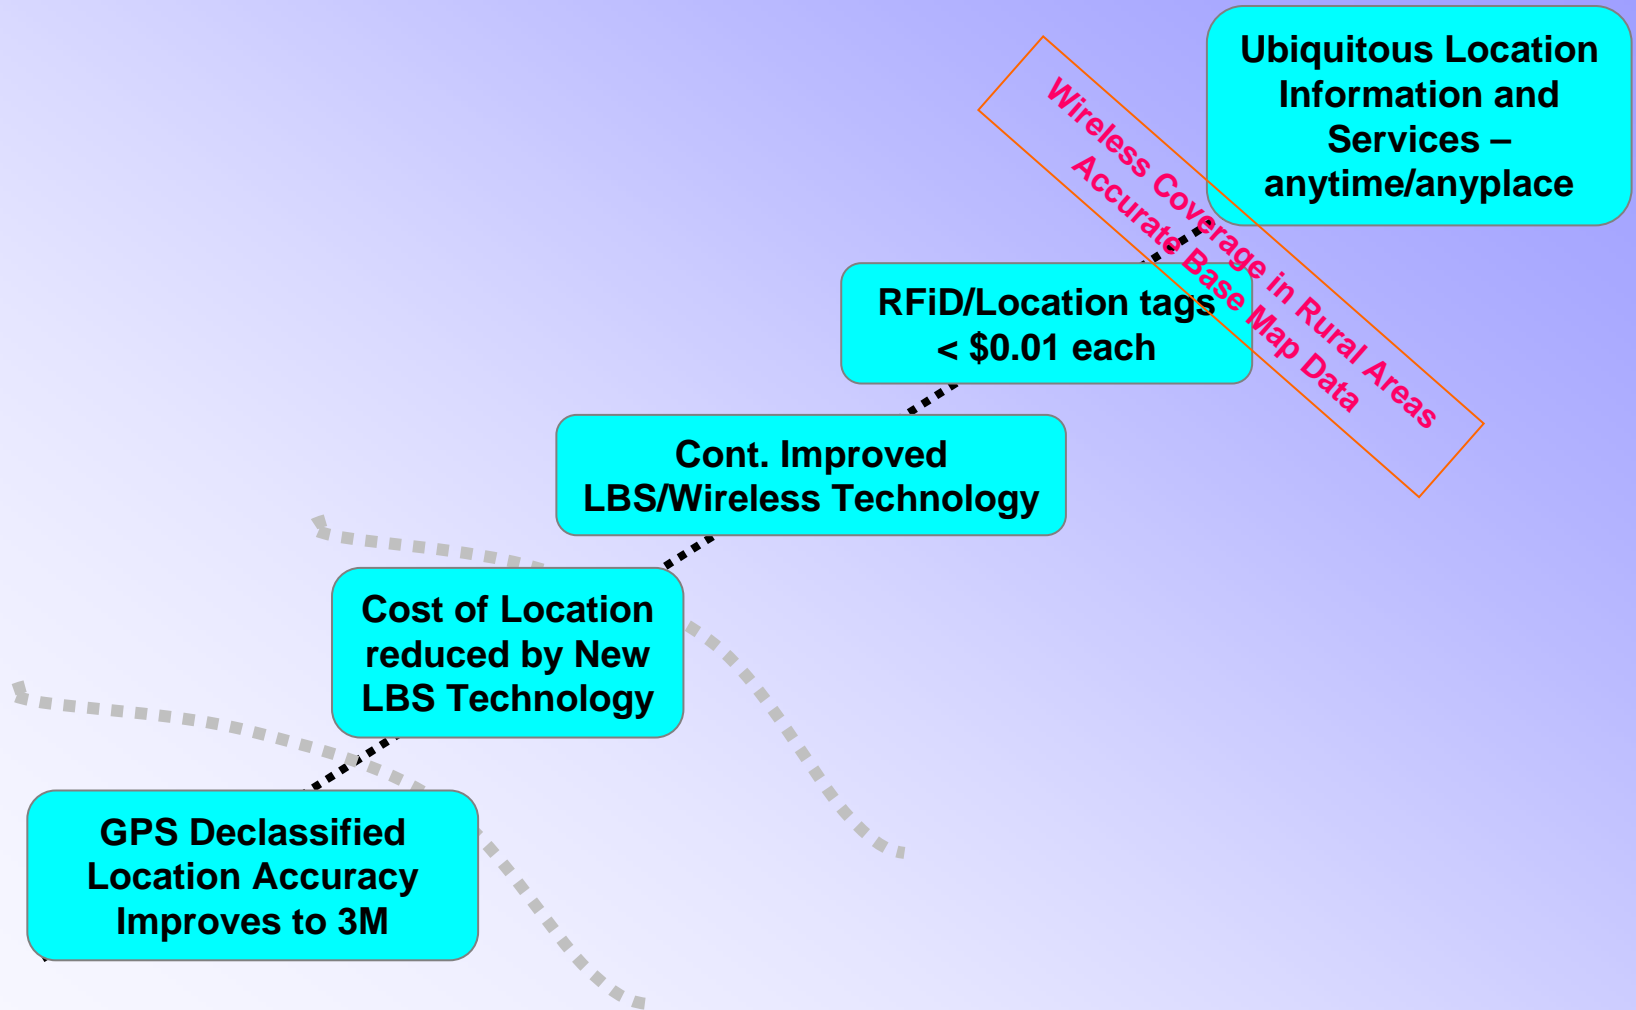 Ubiquitous Location
Information and
Services –
anytime/anyplace
Wireless Coverage in Rural Areas
Accurate Base Map Data
RFiD/Location tags
< $0.01 each
Cont. Improved
LBS/Wireless Technology
Cost of Location
reduced by New
LBS Technology
GPS Declassified
Location Accuracy
Improves to 3M